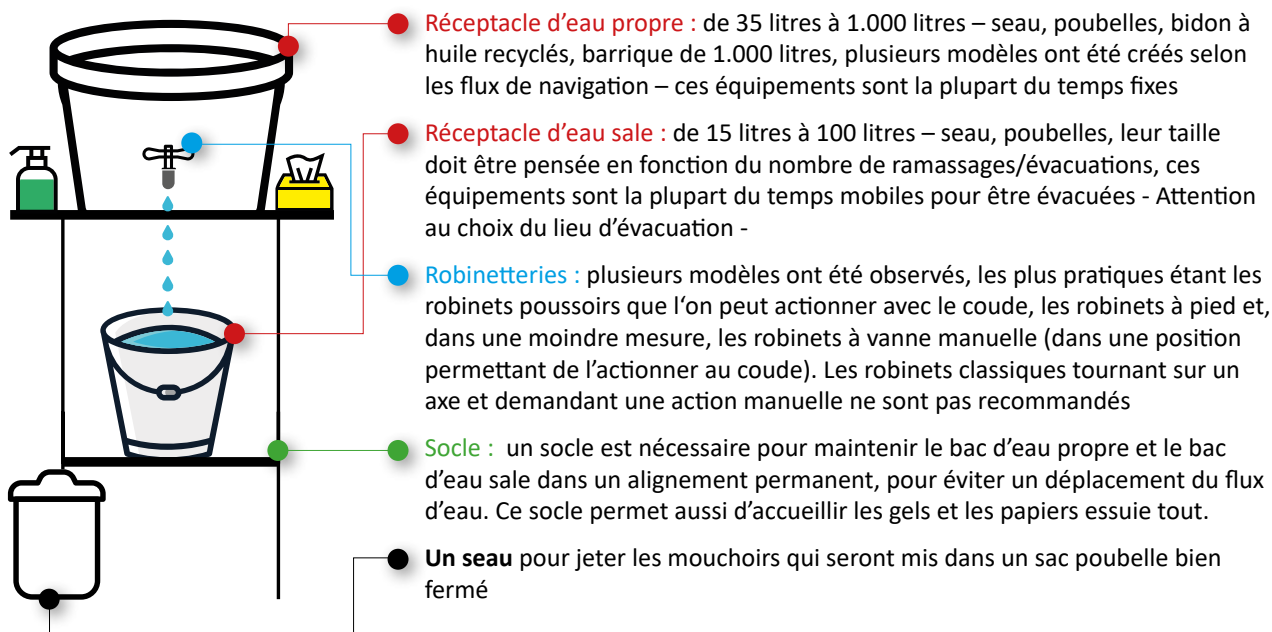 Réceptacle d’eau propre : de 35 litres à 1.000 litres – seau, poubelles, bidon à
huile recyclés, barrique de 1.000 litres, plusieurs modèles ont été créés selon
les flux de navigation – ces équipements sont la plupart du temps fixes
Réceptacle d’eau sale : de 15 litres à 100 litres – seau, poubelles, leur taille
doit être pensée en fonction du nombre de ramassages/évacuations, ces
équipements sont la plupart du temps mobiles pour être évacuées - Attention
au choix du lieu d’évacuation -
Robinetteries : plusieurs modèles ont été observés, les plus pratiques étant les
robinets poussoirs que l‘on peut actionner avec le coude, les robinets à pied et,
dans une moindre mesure, les robinets à vanne manuelle (dans une position
permettant de l’actionner au coude). Les robinets classiques tournant sur un
axe et demandant une action manuelle ne sont pas recommandés
Socle : un socle est nécessaire pour maintenir le bac d’eau propre et le bac
d’eau sale dans un alignement permanent, pour éviter un déplacement du flux
d’eau. Ce socle permet aussi d’accueillir les gels et les papiers essuie tout.
Un seau pour jeter les mouchoirs qui seront mis dans un sac poubelle bien
fermé